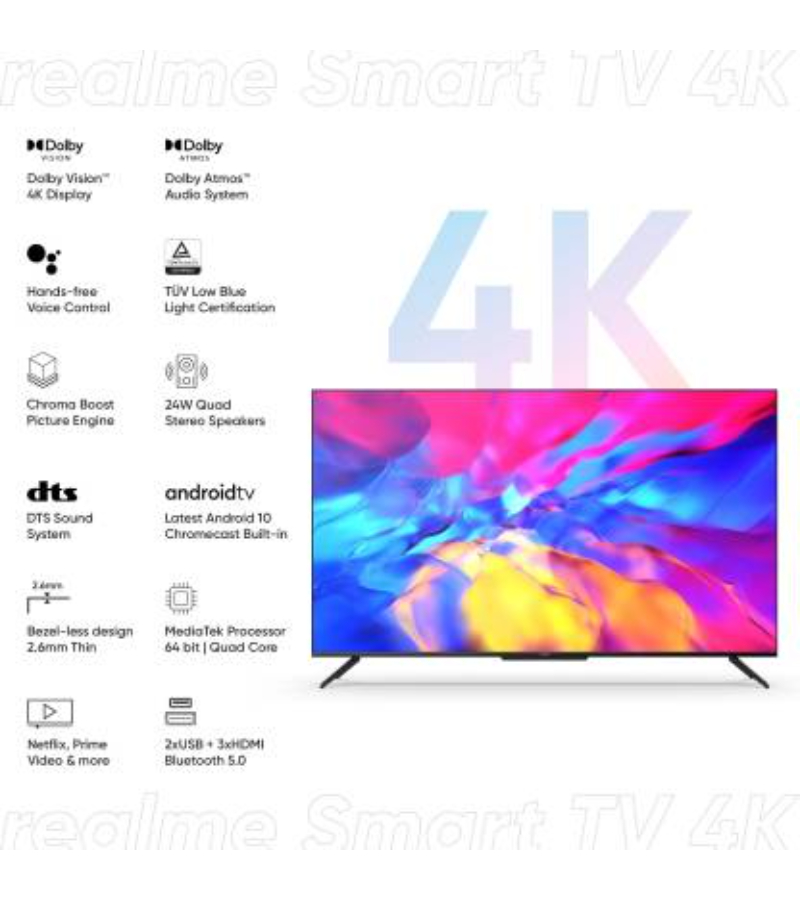 realme Smart TV 4K
Dolby
VISION
Dolby
ATMOS
Dolby Vision™
4K Display
Dolby Atmos™
Audio System
Hands-free
Voice Control
TÜV Low Blue
Light Certification
Chroma Boost
Picture Engine
24W Quad
Stereo Speakers
dts
androidtv
DTS Sound
System
Latest Android 10
Chromecast Built-in
2.6mm
Bezel-less design
2.6mm Thin
MediaTek Processor
64 bit | Quad Core
Netflix, Prime
Video & more
2xUSB + 3xHDMI
Bluetooth 5.0
4K
realme Smart TV 4K